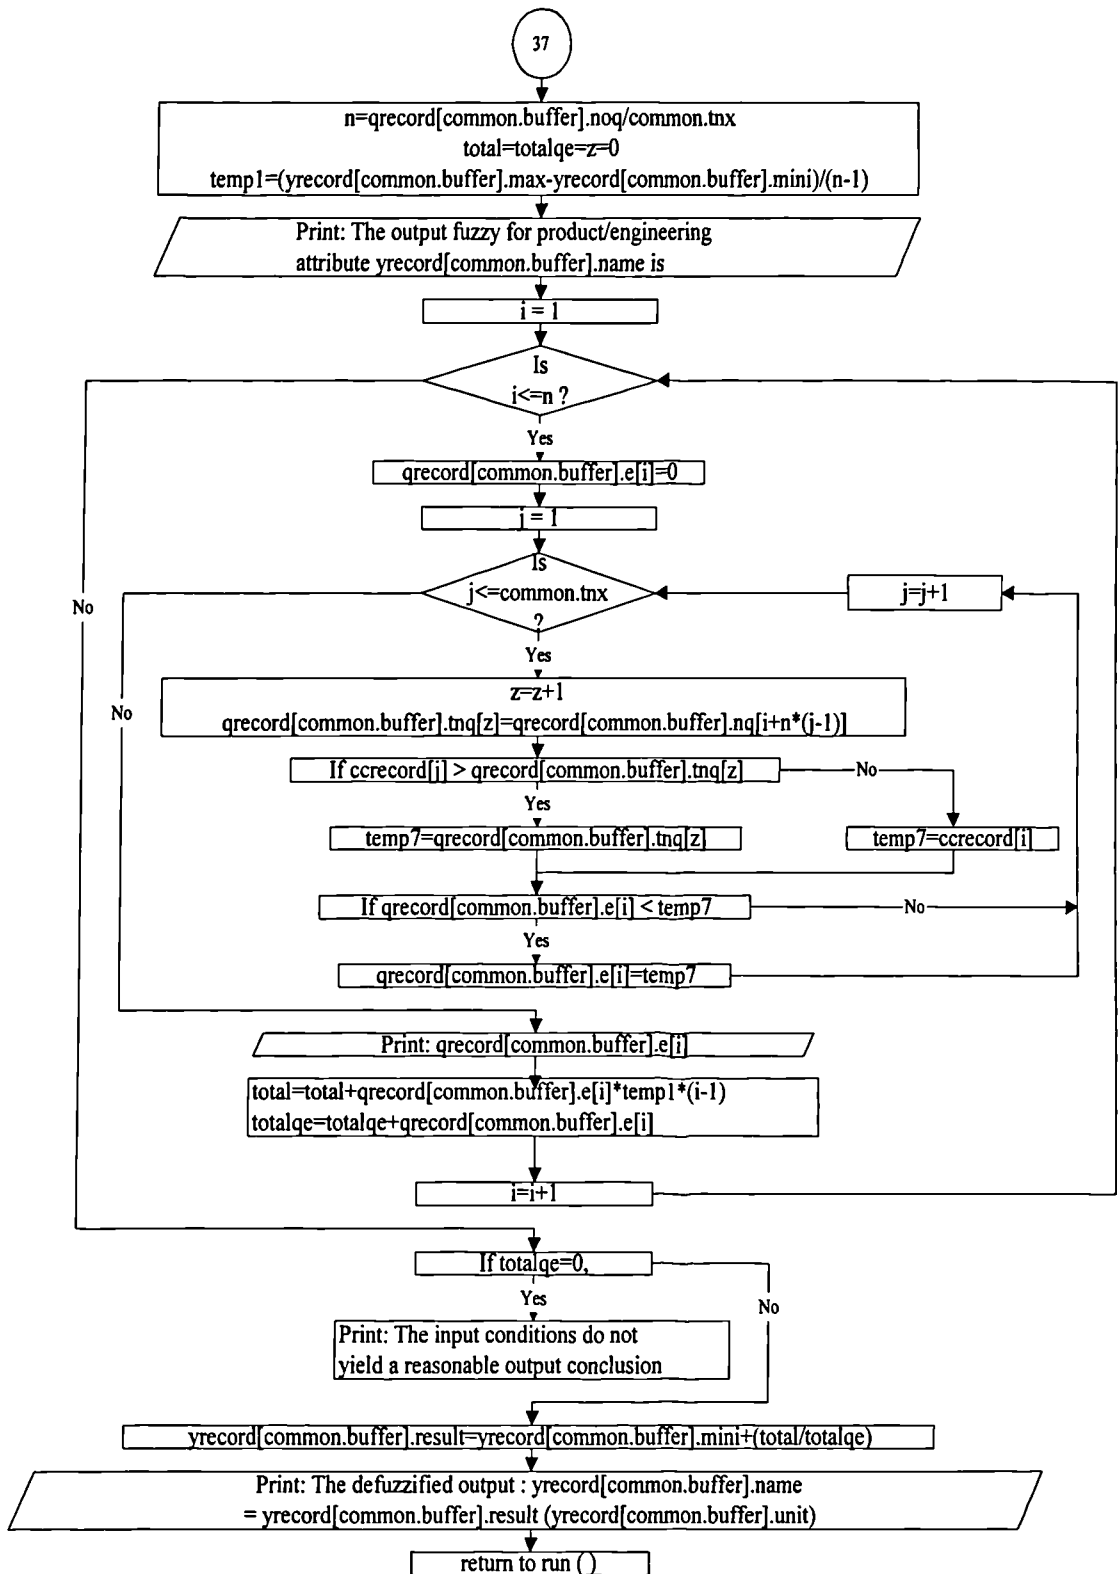 37
n=qrecord[common.buffer].noq/common.tnx
total=totalqe=z=0
temp1=(yrecord[common.buffer].max-yrecord[common.buffer].mini)/(n-1)
Print: The output fuzzy for product/engineering
attribute yrecord[common.buffer].name is
i = 1
Is
i<=n ?
Yes
qrecord[common.buffer].e[i]=0
j = 1
Is
j<=common.tnx
?
j=j+1
No
Yes
No
z=z+1
qrecord[common.buffer].tnq[z]=qrecord[common.buffer].nq[i+n*(j-1)]
If ccrecord[j] > qrecord[common.buffer].tnq[z]
No
Yes
temp7=qrecord[common.buffer].tnq[z]
temp7=ccrecord[i]
If qrecord[common.buffer].e[i] < temp7
No
Yes
qrecord[common.buffer].e[i]=temp7
Print: qrecord[common.buffer].e[i]
total=total+qrecord[common.buffer].e[i]*temp1*(i-1)
totalqe=totalqe+qrecord[common.buffer].e[i]
i=i+1
If totalqe=0,
Yes
No
Print: The input conditions do not
yield a reasonable output conclusion
yrecord[common.buffer].result=yrecord[common.buffer].mini+(total/totalqe)
Print: The defuzzified output : yrecord[common.buffer].name
= yrecord[common.buffer].result (yrecord[common.buffer].unit)
return to run ()